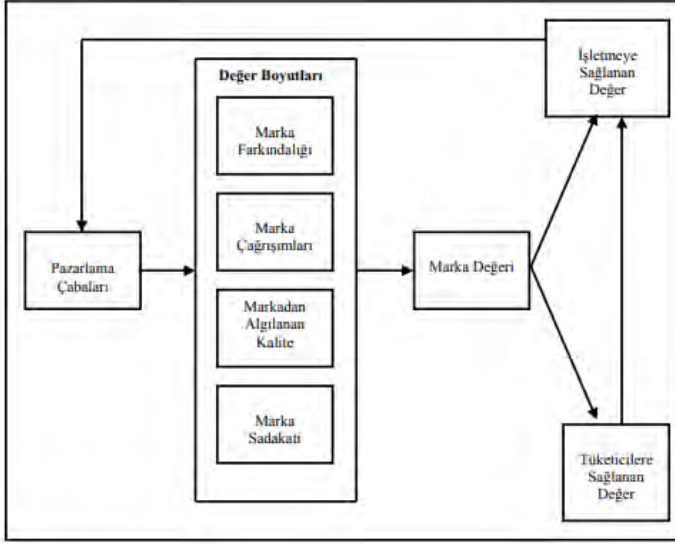 İşletmeye
Sağlanan
Değer
Değer Boyutları
Marka
Farkındalığı
Marka
Çağrışımları
Pazarlama
Çabaları
Marka Değeri
Markadan
Algılanan
Kalite
Marka
Sadakati
Tüketicilere
Sağlanan
Değer